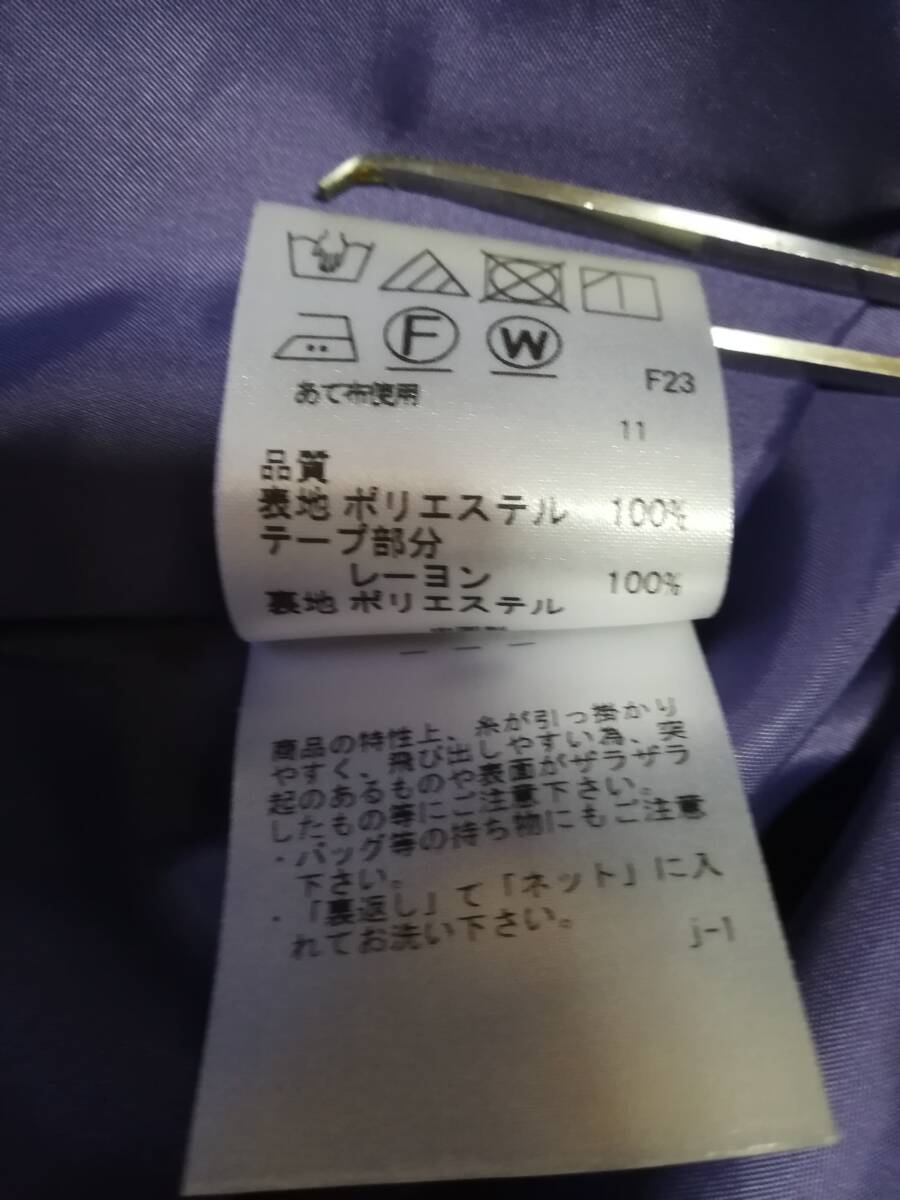 F
W
あて布使用
F23
11
品質
表地 ポリエステル 100%
テープ部分
レーヨン 100%
裏地 ポリエステル
商品の特性上、糸が引っ掛かり
やすく、飛び出しやすい為、突
起のあるものや表面がザラザラ
したもの等にご注意下さい。
・バッグ等の持ち物にもご注意
下さい。
・「裏返し」て「ネット」に入
れてお洗い下さい。
j-1